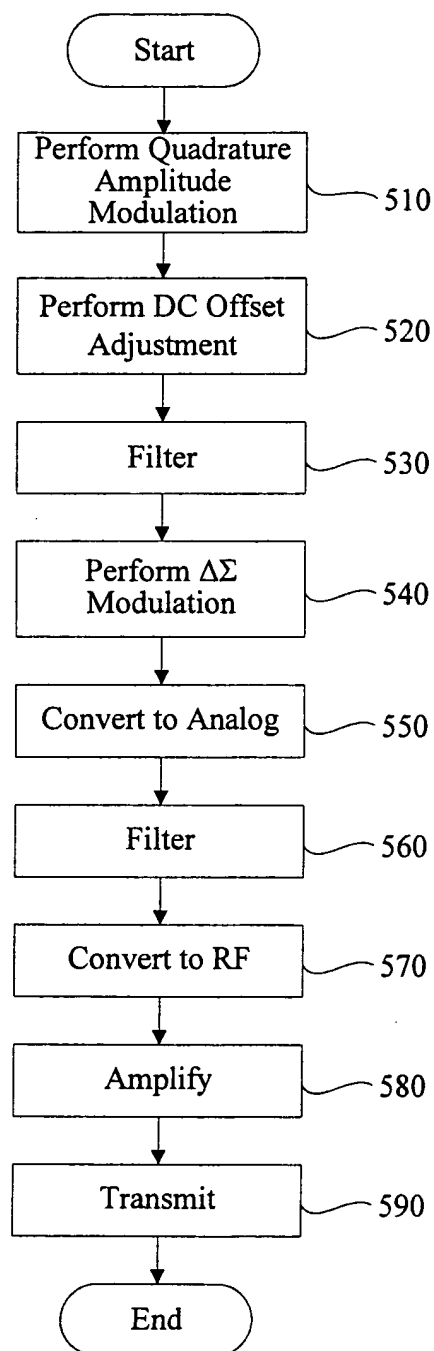 Start
Perform Quadrature
Amplitude
Modulation
510
Perform DC Offset
Adjustment
520
Filter
530
Perform ΔΣ
Modulation
540
Convert to Analog
550
Filter
560
Convert to RF
570
Amplify
580
Transmit
590
End